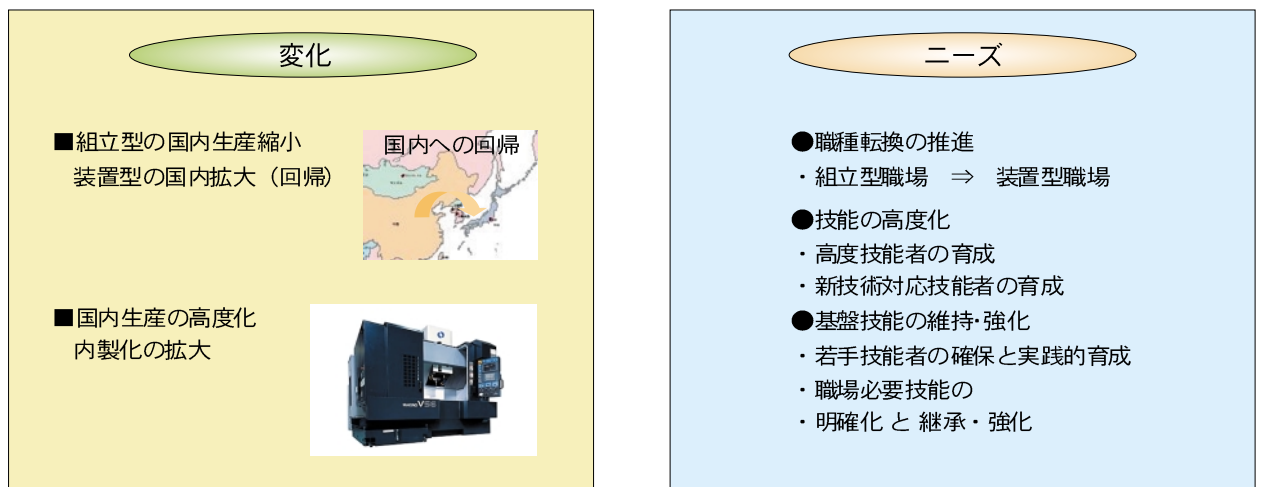 変化
■組立型の国内生産縮小
装置型の国内拡大（回帰）
国内への回帰
■国内生産の高度化
内製化の拡大
V56
ニーズ
●職種転換の推進
・組立型職場　⇒　装置型職場
●技能の高度化
・高度技能者の育成
・新技術対応技能者の育成
●基盤技能の維持・強化
・若手技能者の確保と実践的育成
・職場必要技能の
・明確化 と 継承・強化